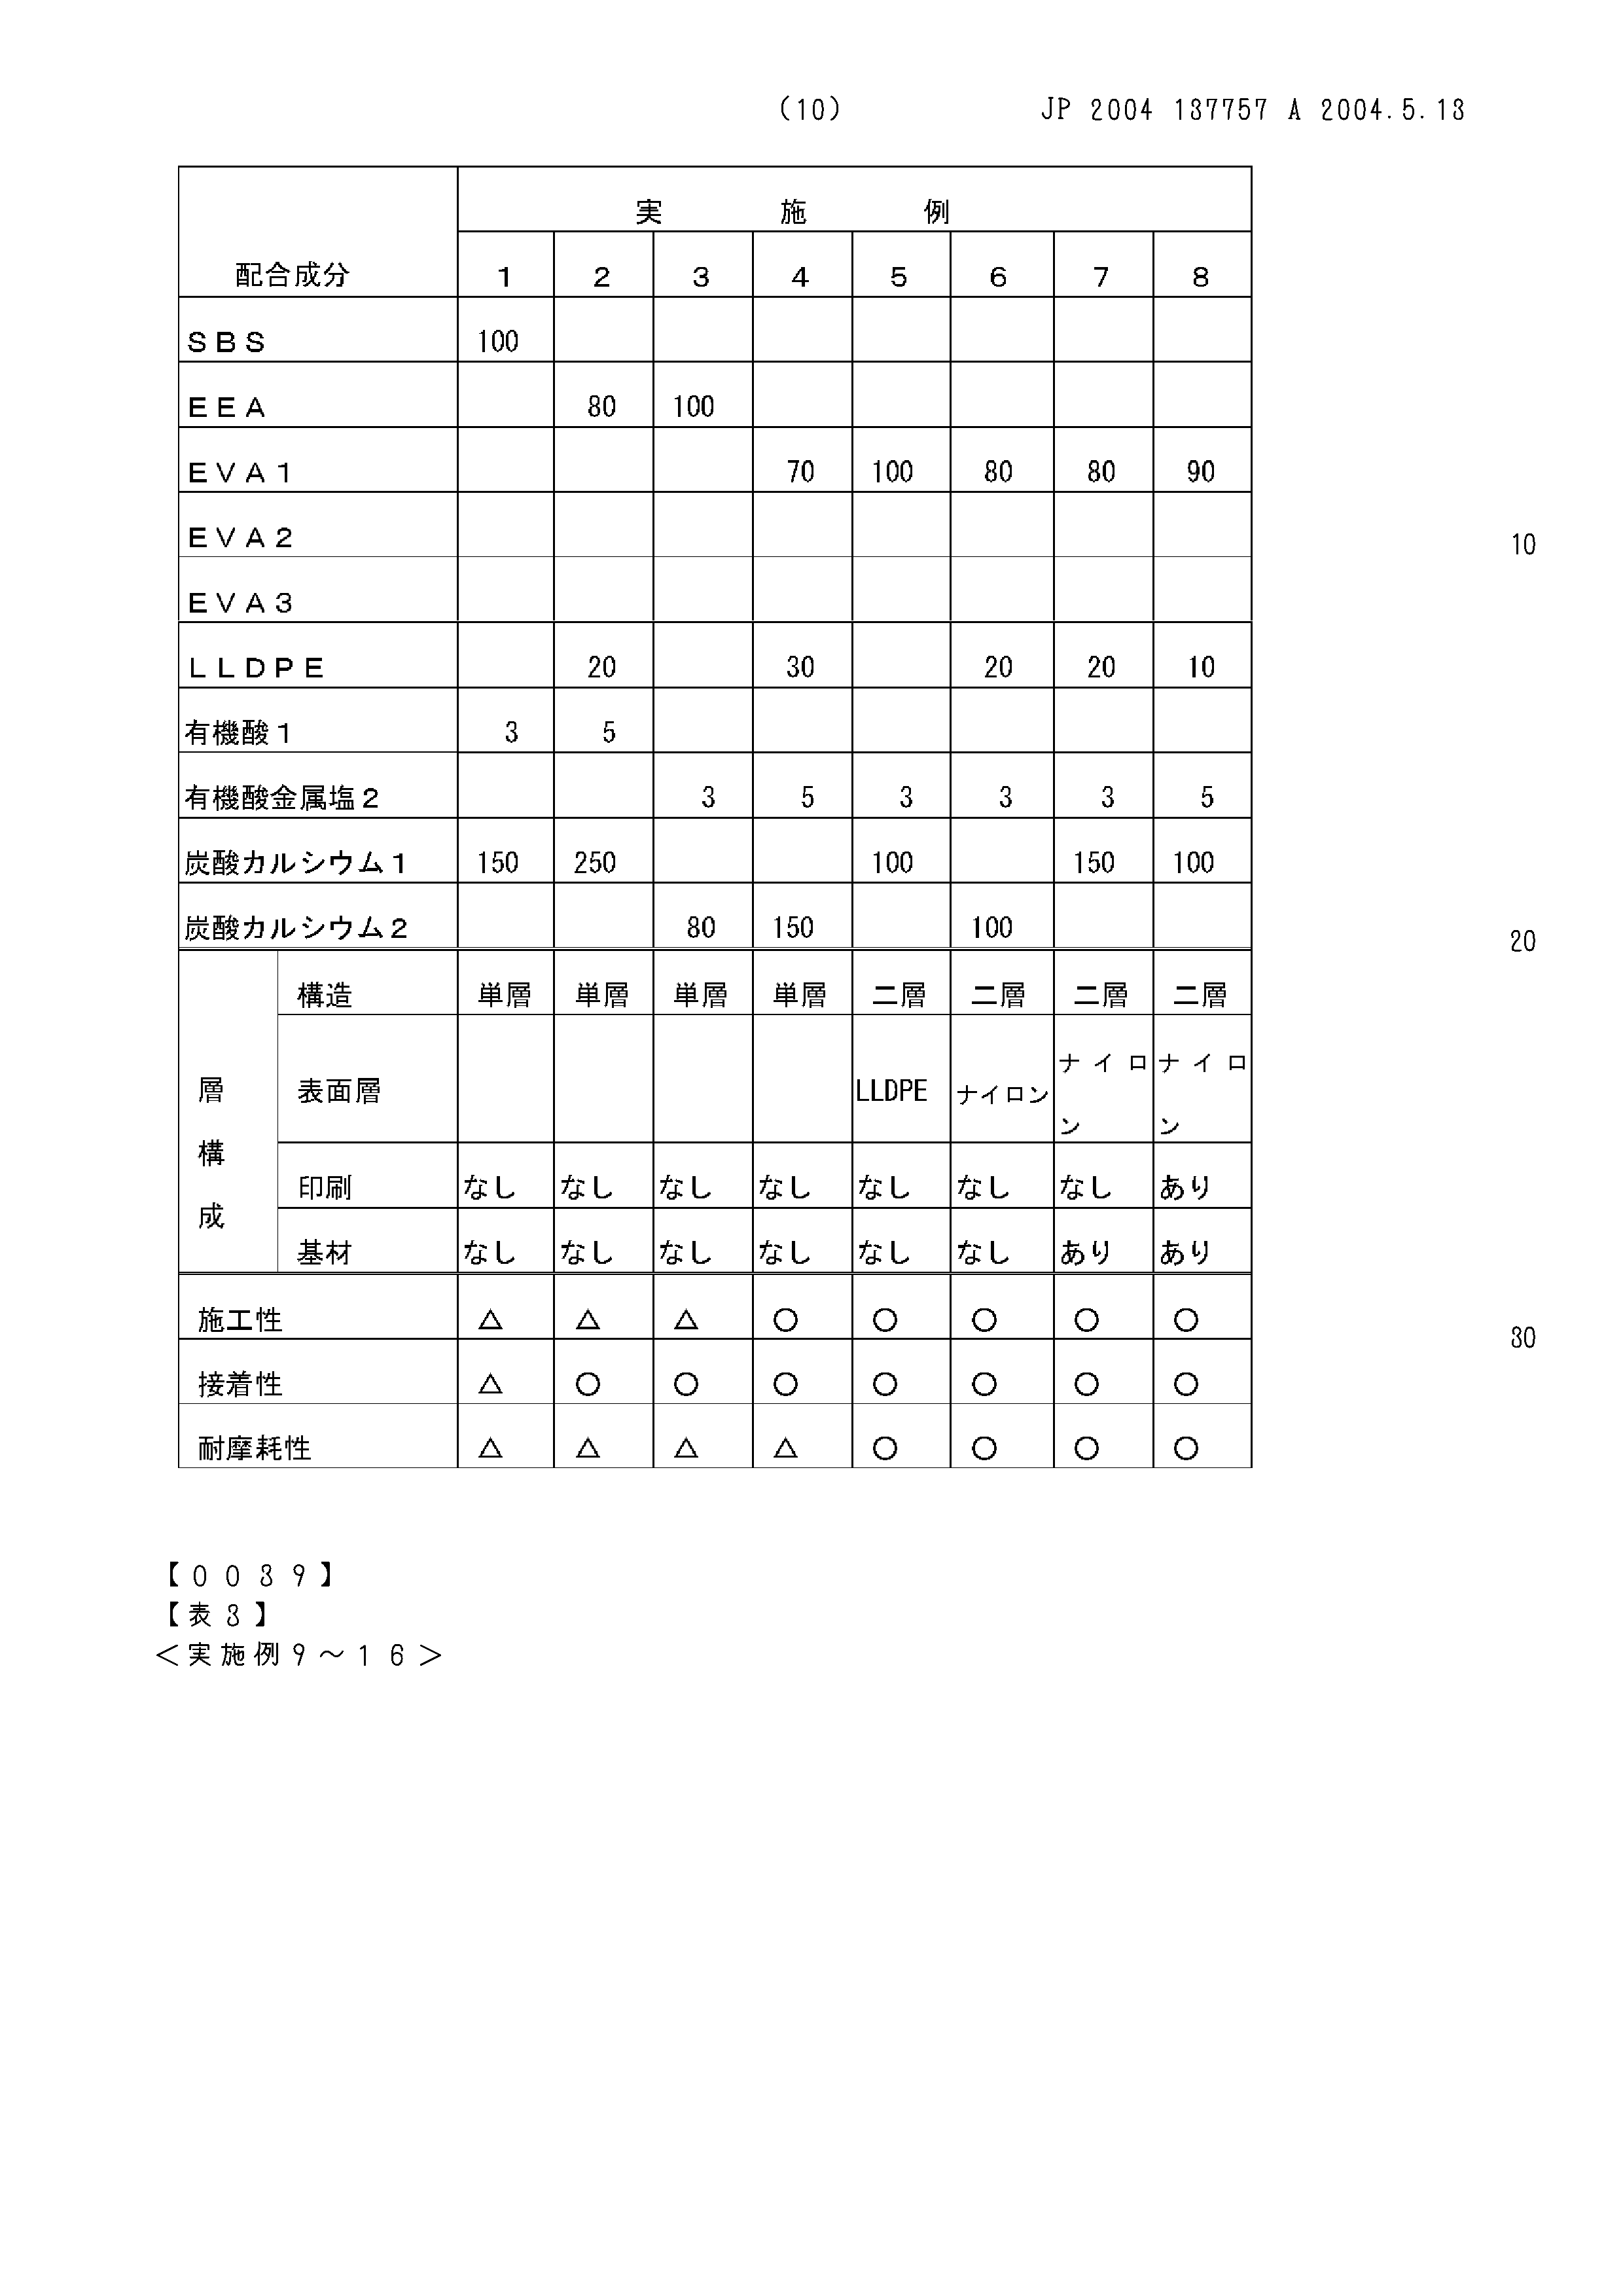 (10) JP 2004 137757 A 2004.5.13
実 施 例
配合成分 1 2 3 4 5 6 7 8
SBS 100
EEA 80 100
EVA1 70 100 80 80 90
EVA2
10
EVA3
LLDPE 20 30 20 20 10
有機酸1 3 5
有機酸金属塩2 3 5 3 3 3 5
炭酸カルシウム1 150 250 100 150 100
炭酸カルシウム2 80 150 100
20
層構成
構造 単層 単層 単層 単層 二層 二層 二層 二層
表面層 LLDPE ナイロン ナイロン ナイロン
印刷 なし なし なし なし なし なし なし あり
基材 なし なし なし なし なし なし あり あり
施工性 △ △ △ ○ ○ ○ ○ ○
30
接着性 △ ○ ○ ○ ○ ○ ○ ○
耐摩耗性 △ △ △ △ ○ ○ ○ ○
【0039】
【表3】
<実施例9~16>